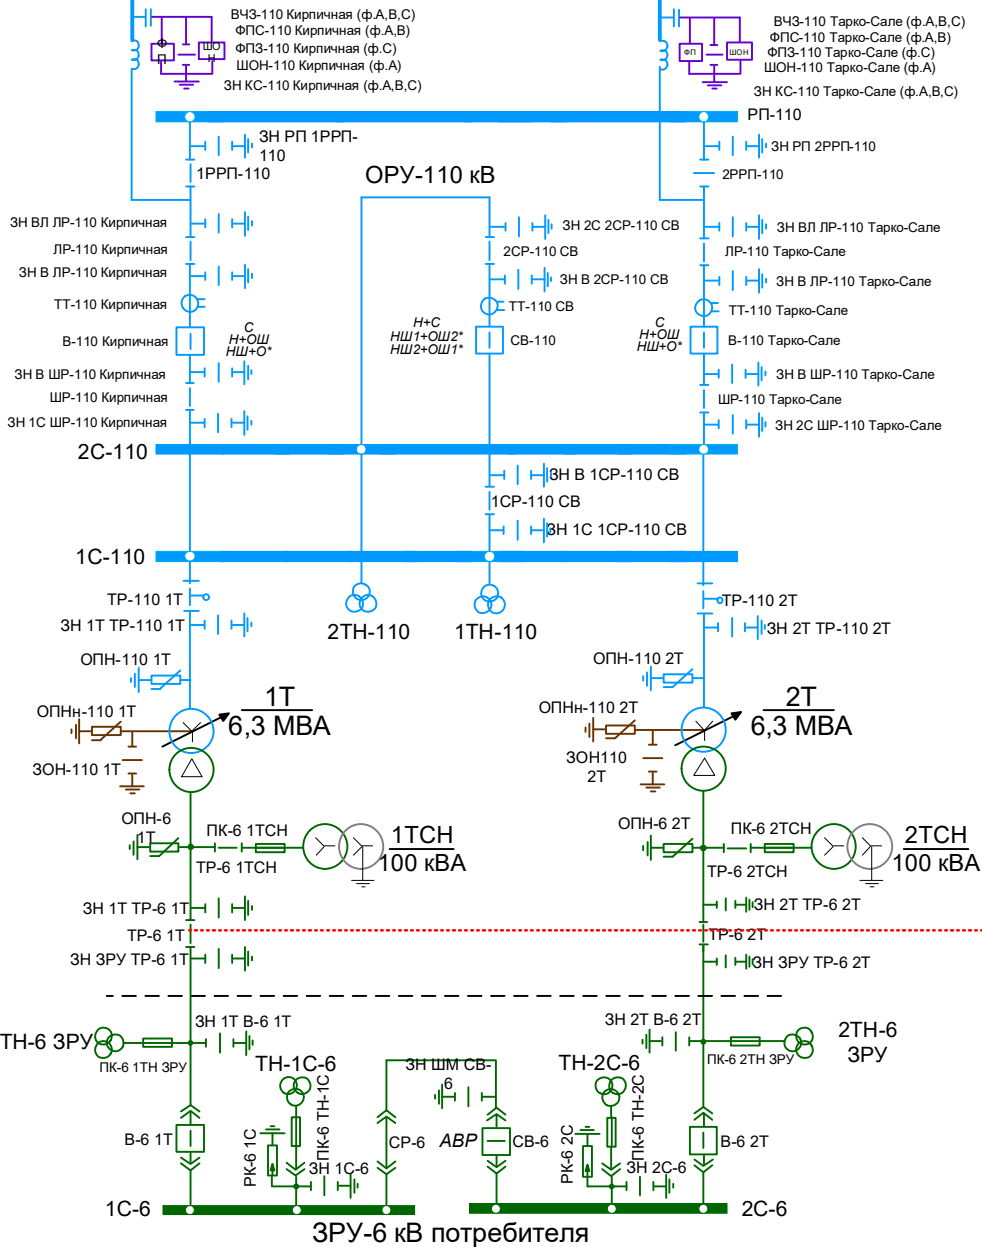 ВЧЗ-110 Кирпичная (ф.А,В,С)
ФПС-110 Кирпичная (ф.А,В)
ФПЗ-110 Кирпичная (ф.С)
ШОН-110 Кирпичная (ф.А)
ЗН КС-110 Кирпичная (ф.А,В,С)
Ф
П
ШО
Н
ВЧЗ-110 Тарко-Сале (ф.А,В,С)
ФПС-110 Тарко-Сале (ф.А,В)
ФПЗ-110 Тарко-Сале (ф.С)
ШОН-110 Тарко-Сале (ф.А)
ЗН КС-110 Тарко-Сале (ф.А,В,С)
ФП
ШОН
РП-110
ЗН РП 1РРП-
110
1РРП-110
ОРУ-110 кВ
ЗН РП 2РРП-110
2РРП-110
ЗН ВЛ ЛР-110 Кирпичная
ЛР-110 Кирпичная
ЗН В ЛР-110 Кирпичная
ТТ-110 Кирпичная
В-110 Кирпичная
С
Н+ОШ
НШ+О*
ЗН В ШР-110 Кирпичная
ШР-110 Кирпичная
ЗН 1С ШР-110 Кирпичная
ЗН 2С 2СР-110 СВ
2СР-110 СВ
ЗН В 2СР-110 СВ
ТТ-110 СВ
Н+С
НШ1+ОШ2*
НШ2+ОШ1*
СВ-110
ЗН ВЛ ЛР-110 Тарко-Сале
ЛР-110 Тарко-Сале
ЗН В ЛР-110 Тарко-Сале
ТТ-110 Тарко-Сале
С
Н+ОШ
НШ+О*
В-110 Тарко-Сале
ЗН В ШР-110 Тарко-Сале
ШР-110 Тарко-Сале
ЗН 2С ШР-110 Тарко-Сале
2С-110
ЗН В 1СР-110 СВ
1СР-110 СВ
ЗН 1С 1СР-110 СВ
1С-110
ТР-110 1Т
ЗН 1Т ТР-110 1Т
2ТН-110
1ТН-110
ТР-110 2Т
ЗН 2Т ТР-110 2Т
ОПН-110 1Т
ОПНн-110 1Т
ЗОН-110 1Т
1Т
6,3 МВА
ОПН-110 2Т
ОПНн-110 2Т
ЗОН110
2Т
2Т
6,3 МВА
ОПН-6
1Т
ПК-6 1ТСН
ТР-6 1ТСН
1ТСН
100 кВА
ОПН-6 2Т
ПК-6 2ТСН
ТР-6 2ТСН
2ТСН
100 кВА
ЗН 1Т ТР-6 1Т
ТР-6 1Т
ЗН ЗРУ ТР-6 1Т
ЗН 2Т ТР-6 2Т
ТР-6 2Т
ЗН ЗРУ ТР-6 2Т
ТН-6 ЗРУ
ПК-6 1ТН ЗРУ
ЗН 1Т В-6 1Т
ЗН 2Т В-6 2Т
ПК-6 2ТН ЗРУ
2ТН-6
ЗРУ
ТН-1С-6
ПК-6 ТН-1С
РК-6 1С
ЗН 1С-6
В-6 1Т
СР-6
ЗН ШМ СВ-
6
АВР
СВ-6
ТН-2С-6
ПК-6 ТН-2С
РК-6 2С
ЗН 2С-6
В-6 2Т
1С-6
2С-6
ЗРУ-6 кВ потребителя